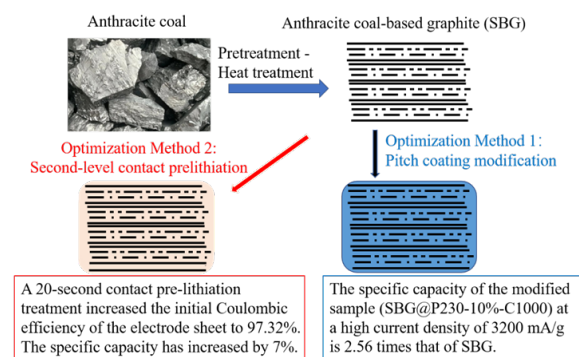 Anthracite coal
Anthracite coal-based graphite (SBG)
Pretreatment -
Heat treatment
Optimization Method 2:
Second-level contact prelithiation
Optimization Method 1:
Pitch coating modification
A 20-second contact pre-lithiation
treatment increased the initial Coulombic
efficiency of the electrode sheet to 97.32%.
The specific capacity has increased by 7%.
The specific capacity of the modified
sample (SBG@P230-10%-C1000) at
a high current density of 3200 mA/g
is 2.56 times that of SBG.